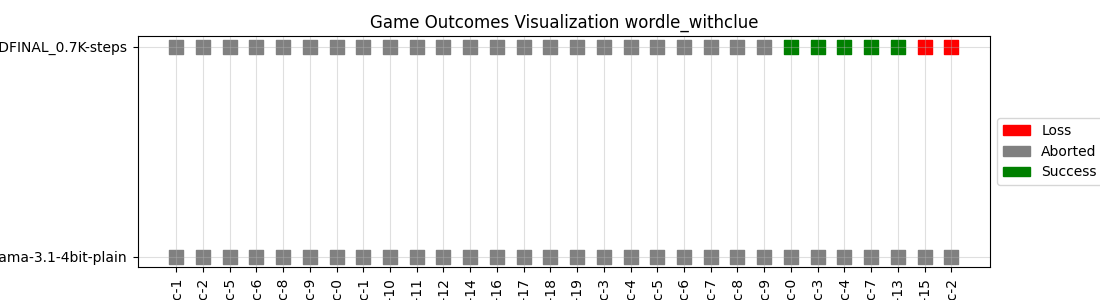 Game Outcomes Visualization wordle_withclue
DFINAL_0.7K-steps
ama-3.1-4bit-plain
Loss
Aborted
Success
c-1
c-2
c-5
c-6
c-8
c-9
c-0
c-1
-10
-11
-12
-14
-16
-17
-18
-19
c-3
c-4
c-5
c-6
c-7
c-8
c-9
c-0
c-3
c-4
c-7
-13
-15
c-2